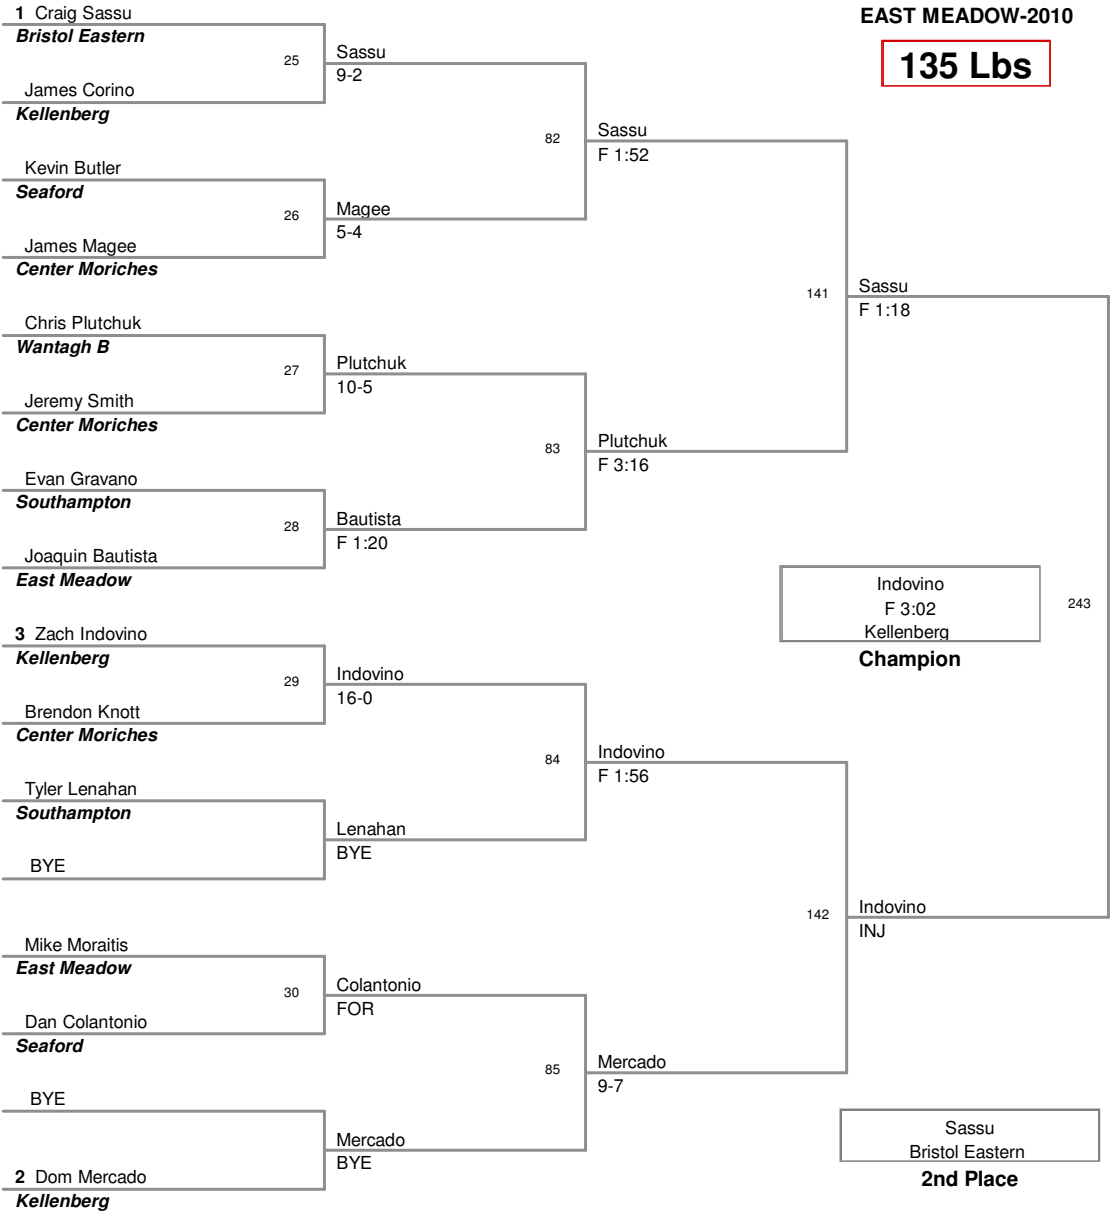 EAST MEADOW-2010
135 Lbs
1 Craig Sassu
Bristol Eastern
25
James Corino
Kellenberg
Sassu
9-2
Kevin Butler
Seaford
26
James Magee
Center Moriches
Magee
5-4
82
Sassu
F 1:52
Chris Plutchuk
Wantagh B
27
Jeremy Smith
Center Moriches
Plutchuk
10-5
Evan Gravano
Southampton
28
Joaquin Bautista
East Meadow
Bautista
F 1:20
83
Plutchuk
F 3:16
141
Sassu
F 1:18
3 Zach Indovino
Kellenberg
29
Brendon Knott
Center Moriches
Indovino
16-0
Tyler Lenahan
Southampton
BYE
Lenahan
BYE
84
Indovino
F 1:56
Mike Moraitis
East Meadow
30
Dan Colantonio
Seaford
Colantonio
FOR
BYE
2 Dom Mercado
Kellenberg
Mercado
BYE
85
Mercado
9-7
142
Indovino
INJ
243
Indovino
F 3:02
Kellenberg
Champion
Sassu
Bristol Eastern
2nd Place